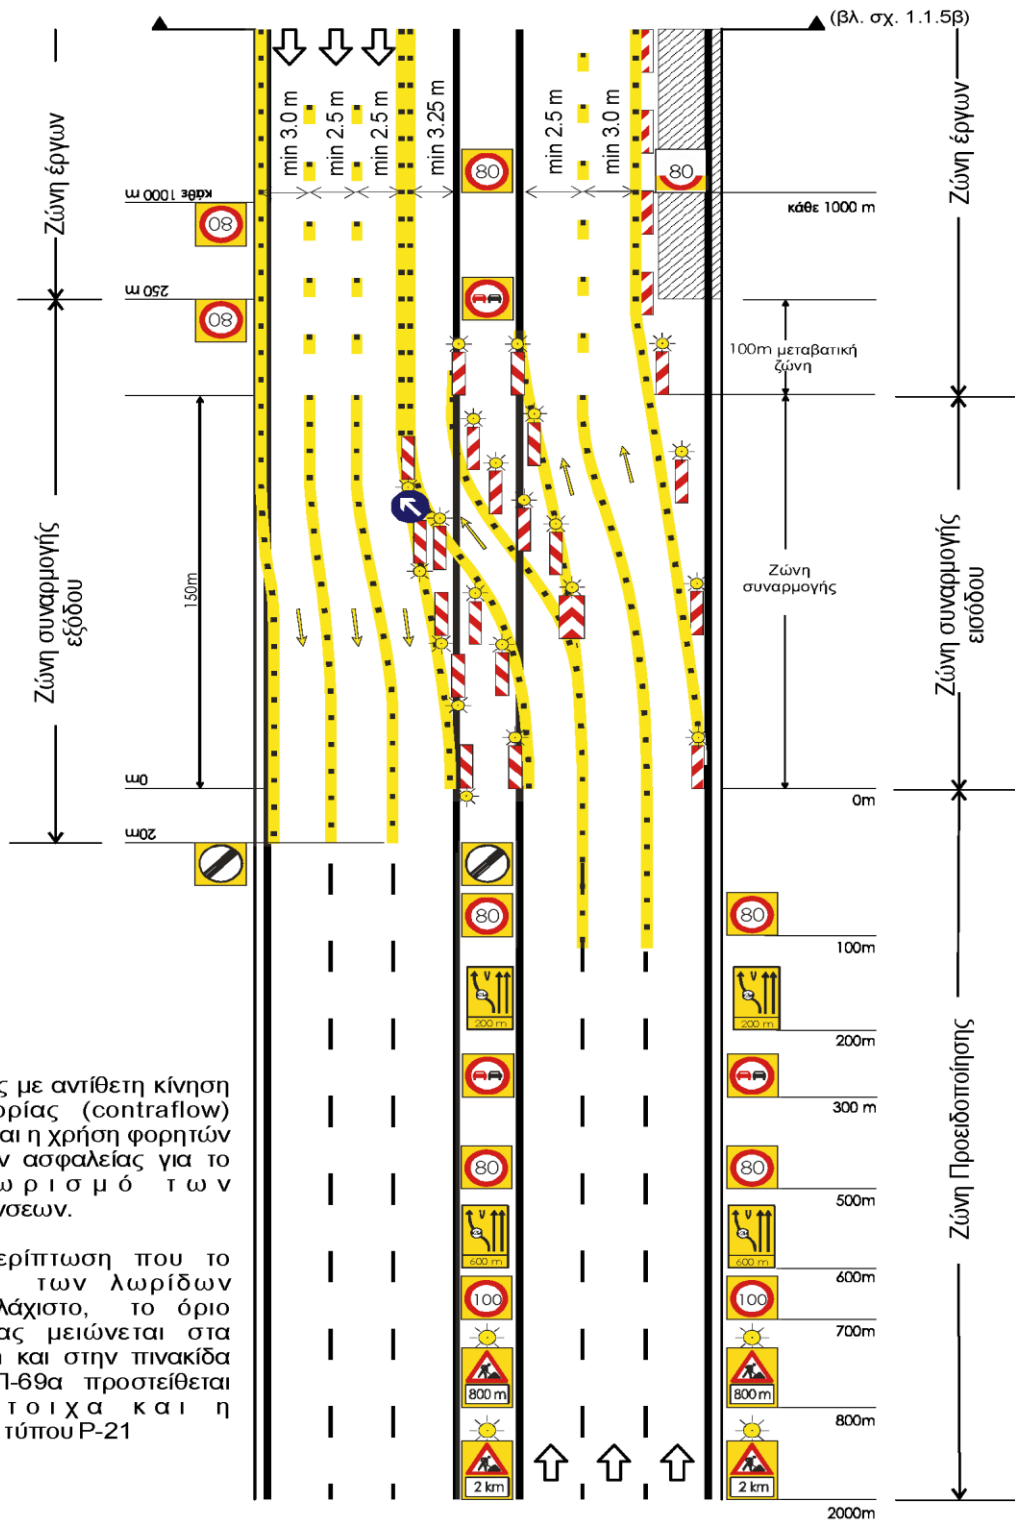 (βλ. σχ. 1.1.5β)
Ζώνη έργων
min 3.0 m
min 2.5 m
min 2.5 m
min 3.25 m
min 2.5 m
min 3.0 m
Ζώνη έργων
80
80
κάθε 1000 m
κάθε 1000 m
80
250 m
80
100m μεταβατική
ζώνη
Ζώνη συναρμογής
εξόδου
150m
Ζώνη
συναρμογής
Ζώνη συναρμογής
εισόδου
0m
0m
20m
80
80
100m
200 m
200 m
200m
300 m
Ζώνη Προειδοποίησης
ς με αντίθετη κίνηση
ορίας (contraflow)
αι η χρήση φορητών
ν ασφαλείας για το
ωρισμό των
νσεων.
80
500m
600 m
600 m
600m
ερίπτωση που το
των λωρίδων
λάχιστο, το όριο
ας μειώνεται στα
η και στην πινακίδα
Π-69α προστείθεται
τοιχα και η
τύπου Ρ-21
100
100
700m
800 m
800 m
800m
2 km
2 km
2000m